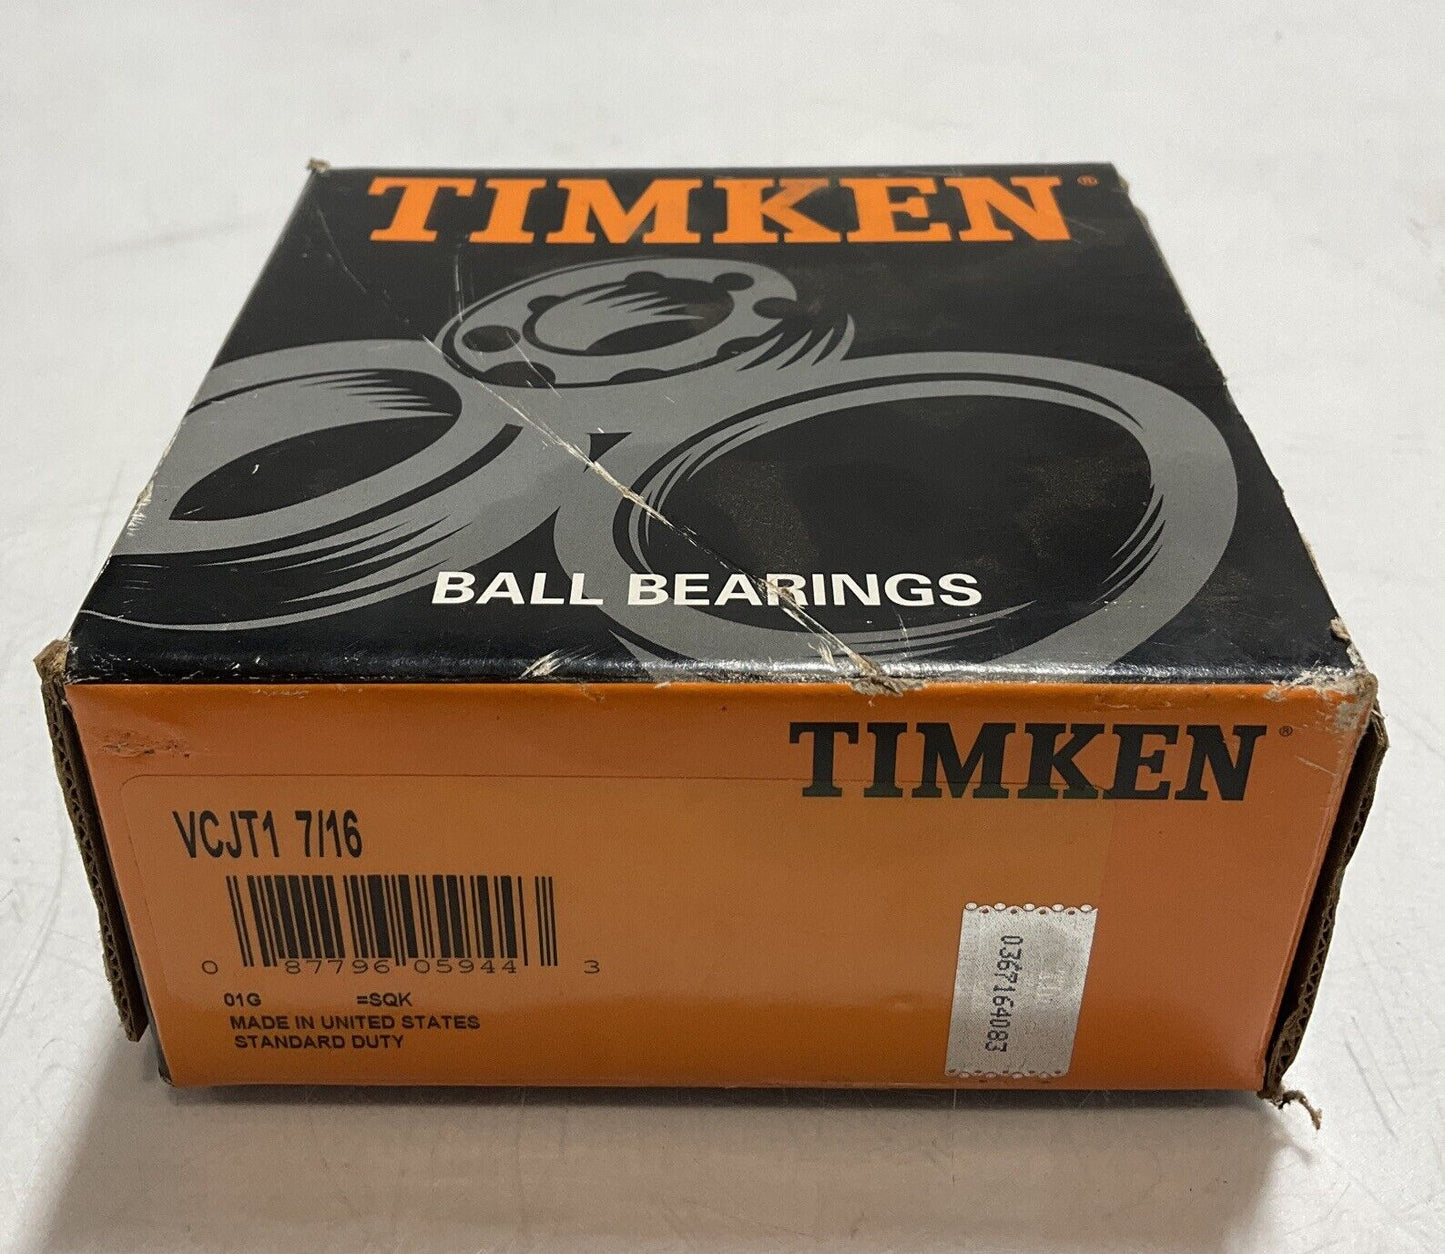 TIMKEN®
BALL BEARINGS
TIMKEN®
VCJT1 7/16
0 87796 05944 3
01G =SQK
MADE IN UNITED STATES
STANDARD DUTY
0367164083